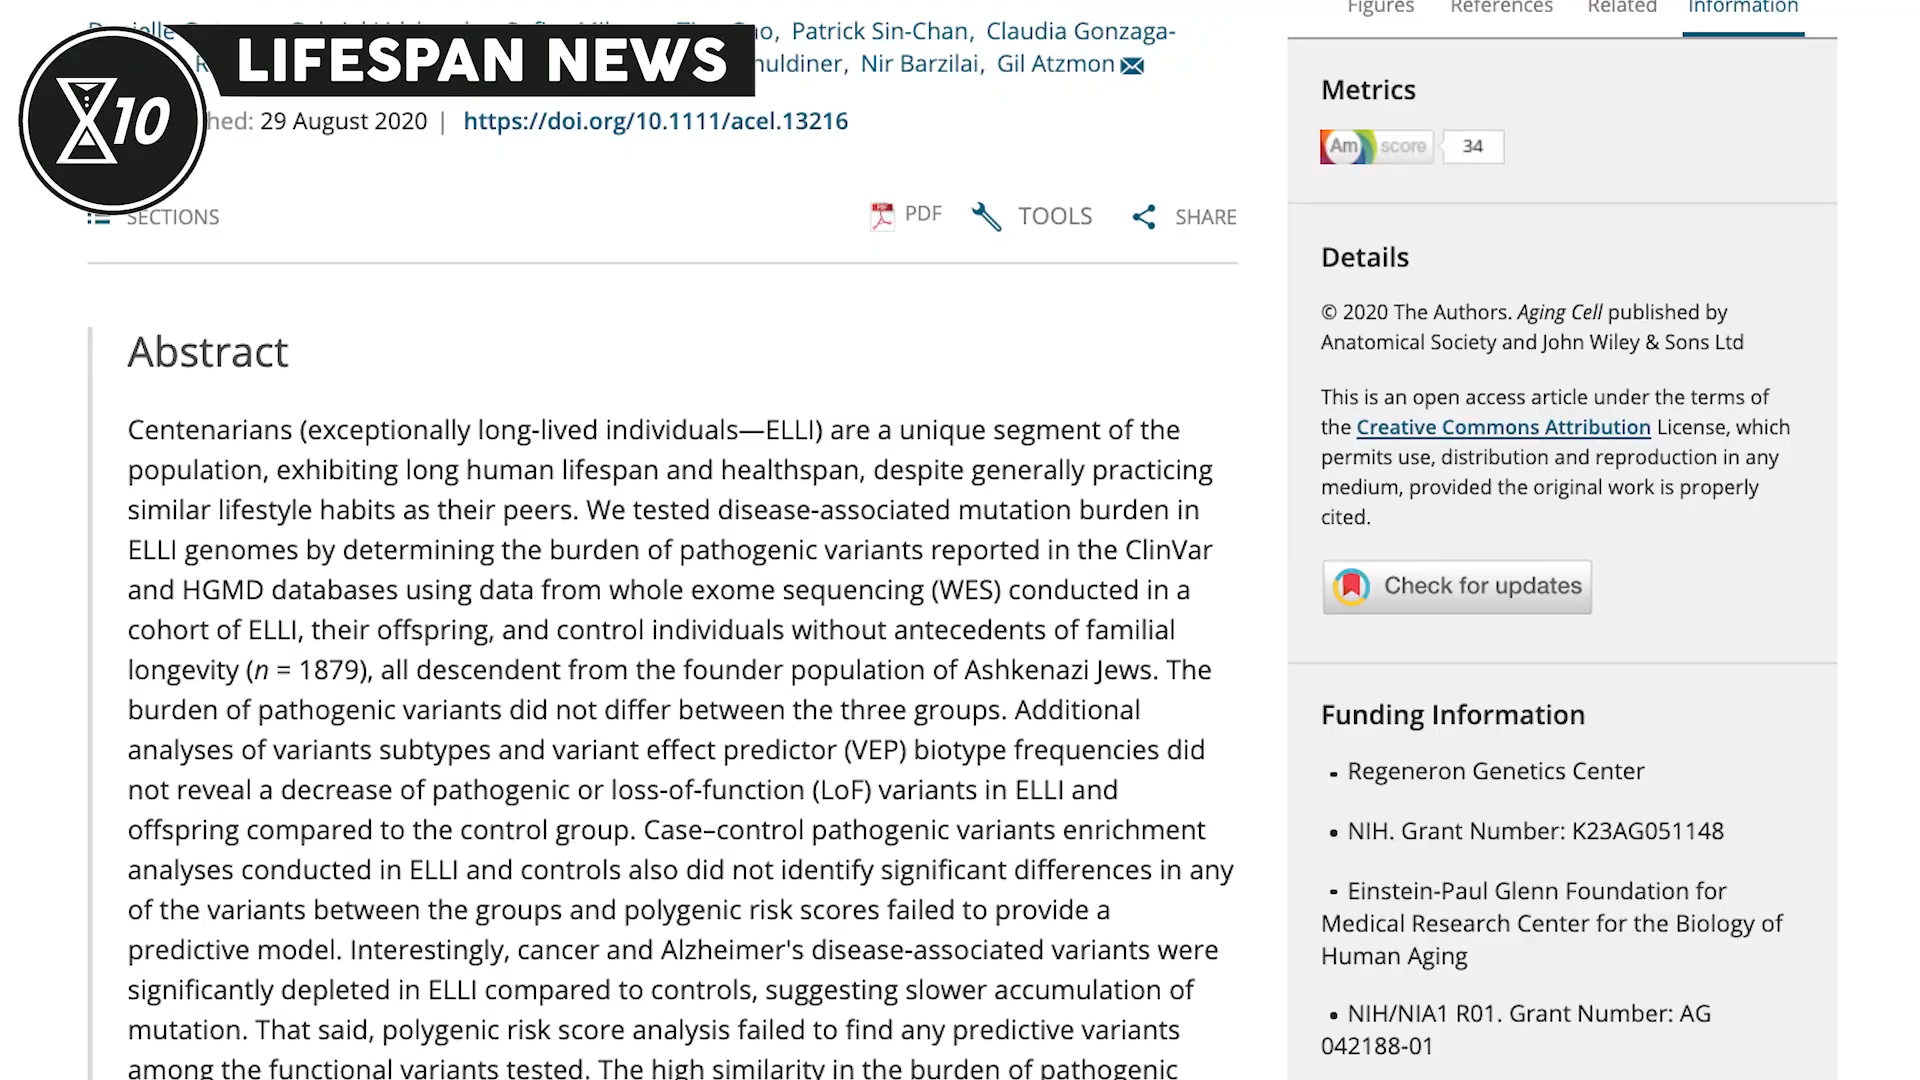 Patrick Sin-Chan, Claudia Gonzaga-
LIFESPAN NEWS
Nir Barzilai, Gil Atzmon
X10
29 August 2020 | https://doi.org/10.1111/acel.13216
SECTIONS
PDF
TOOLS
SHARE
Abstract
Centenarians (exceptionally long-lived individuals—ELLI) are a unique segment of the
population, exhibiting long human lifespan and healthspan, despite generally practicing
similar lifestyle habits as their peers. We tested disease-associated mutation burden in
ELLI genomes by determining the burden of pathogenic variants reported in the ClinVar
and HGMD databases using data from whole exome sequencing (WES) conducted in a
cohort of ELLI, their offspring, and control individuals without antecedents of familial
longevity (n = 1879), all descendent from the founder population of Ashkenazi Jews. The
burden of pathogenic variants did not differ between the three groups. Additional
analyses of variants subtypes and variant effect predictor (VEP) biotype frequencies did
not reveal a decrease of pathogenic or loss-of-function (LoF) variants in ELLI and
offspring compared to the control group. Case–control pathogenic variants enrichment
analyses conducted in ELLI and controls also did not identify significant differences in any
of the variants between the groups and polygenic risk scores failed to provide a
predictive model. Interestingly, cancer and Alzheimer's disease-associated variants were
significantly depleted in ELLI compared to controls, suggesting slower accumulation of
mutation. That said, polygenic risk score analysis failed to find any predictive variants
among the functional variants tested. The high similarity in the burden of pathogenic
Figures
References
Related
Information
Metrics
Am score 34
Details
© 2020 The Authors. Aging Cell published by
Anatomical Society and John Wiley & Sons Ltd
This is an open access article under the terms of
the Creative Commons Attribution License, which
permits use, distribution and reproduction in any
medium, provided the original work is properly
cited.
Check for updates
Funding Information
Regeneron Genetics Center
NIH. Grant Number: K23AG051148
Einstein-Paul Glenn Foundation for
Medical Research Center for the Biology of
Human Aging
NIH/NIA1 R01. Grant Number: AG
042188-01